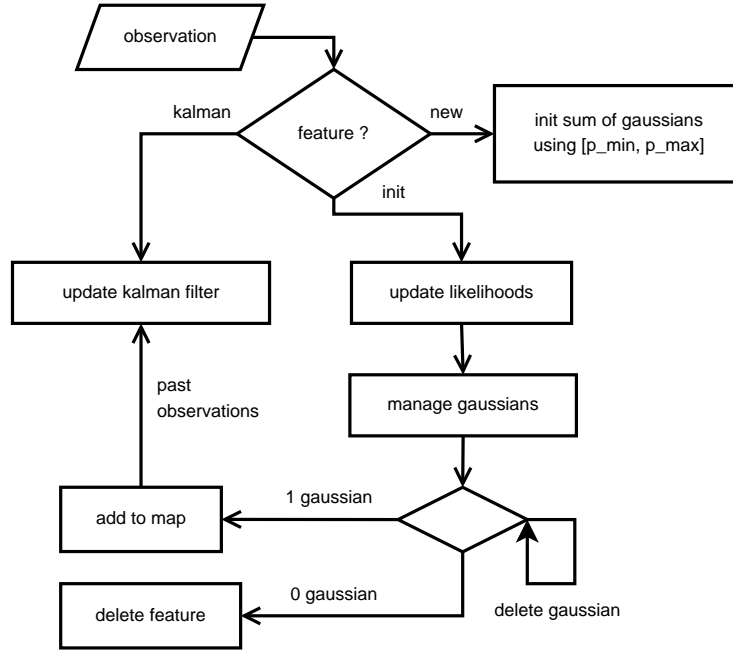 observation
kalman
feature ?
new
init sum of gaussians
using [p_min, p_max]
init
update kalman filter
update likelihoods
past
observations
manage gaussians
1 gaussian
add to map
0 gaussian
delete gaussian
delete feature